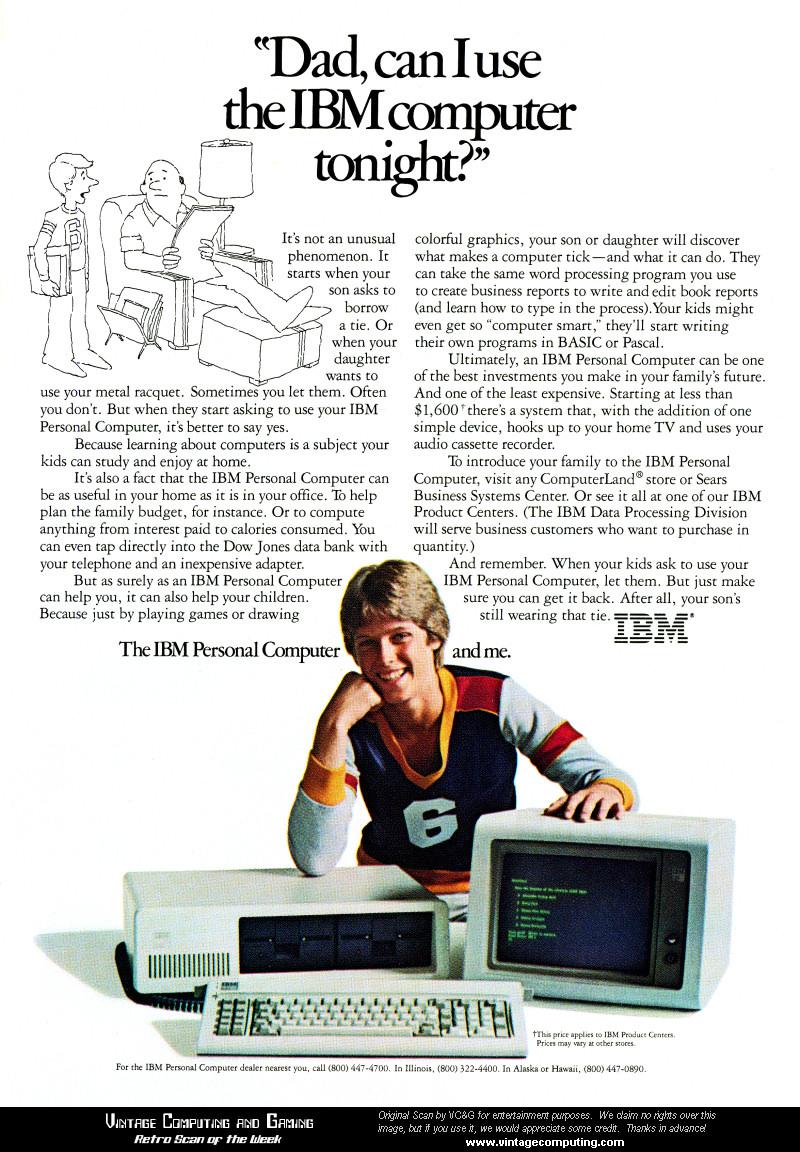 “Dad, can I use
the IBM computer
tonight?”
It's not an unusual
phenomenon. It
starts when your
son asks to
borrow
a tie. Or
when your
daughter
wants to
use your metal racquet. Sometimes you let them. Often
you don't. But when they start asking to use your IBM
Personal Computer, it's better to say yes.
Because learning about computers is a subject your
kids can study and enjoy at home.
It's also a fact that the IBM Personal Computer can
be as useful in your home as it is in your office. To help
plan the family budget, for instance. Or to compute
anything from interest paid to calories consumed. You
can even tap directly into the Dow Jones data bank with
your telephone and an inexpensive adapter.
But as surely as an IBM Personal Computer
can help you, it can also help your children.
Because just by playing games or drawing
colorful graphics, your son or daughter will discover
what makes a computer tick—and what it can do. They
can take the same word processing program you use
to create business reports to write and edit book reports
(and learn how to type in the process). Your kids might
even get so “computer smart,” they'll start writing
their own programs in BASIC or Pascal.
Ultimately, an IBM Personal Computer can be one
of the best investments you make in your family's future.
And one of the least expensive. Starting at less than
$1,600† there's a system that, with the addition of one
simple device, hooks up to your home TV and uses your
audio cassette recorder.
To introduce your family to the IBM Personal
Computer, visit any ComputerLand® store or Sears
Business Systems Center. Or see it all at one of our IBM
Product Centers. (The IBM Data Processing Division
will serve business customers who want to purchase in
quantity.)
And remember. When your kids ask to use your
IBM Personal Computer, let them. But just make
sure you can get it back. After all, your son's
still wearing that tie.
IBM®
The IBM Personal Computer and me.
6
6
IBM
†This price applies to IBM Product Centers.
Prices may vary at other stores.
For the IBM Personal Computer dealer nearest you, call (800) 447-4700. In Illinois, (800) 322-4400. In Alaska or Hawaii, (800) 447-0890.
Vintage Computing and Gaming
Retro Scan of the Week
Original Scan by VC&G for entertainment purposes. We claim no rights over this
image, but if you use it, we would appreciate some credit. Thanks in advance!
www.vintagecomputing.com